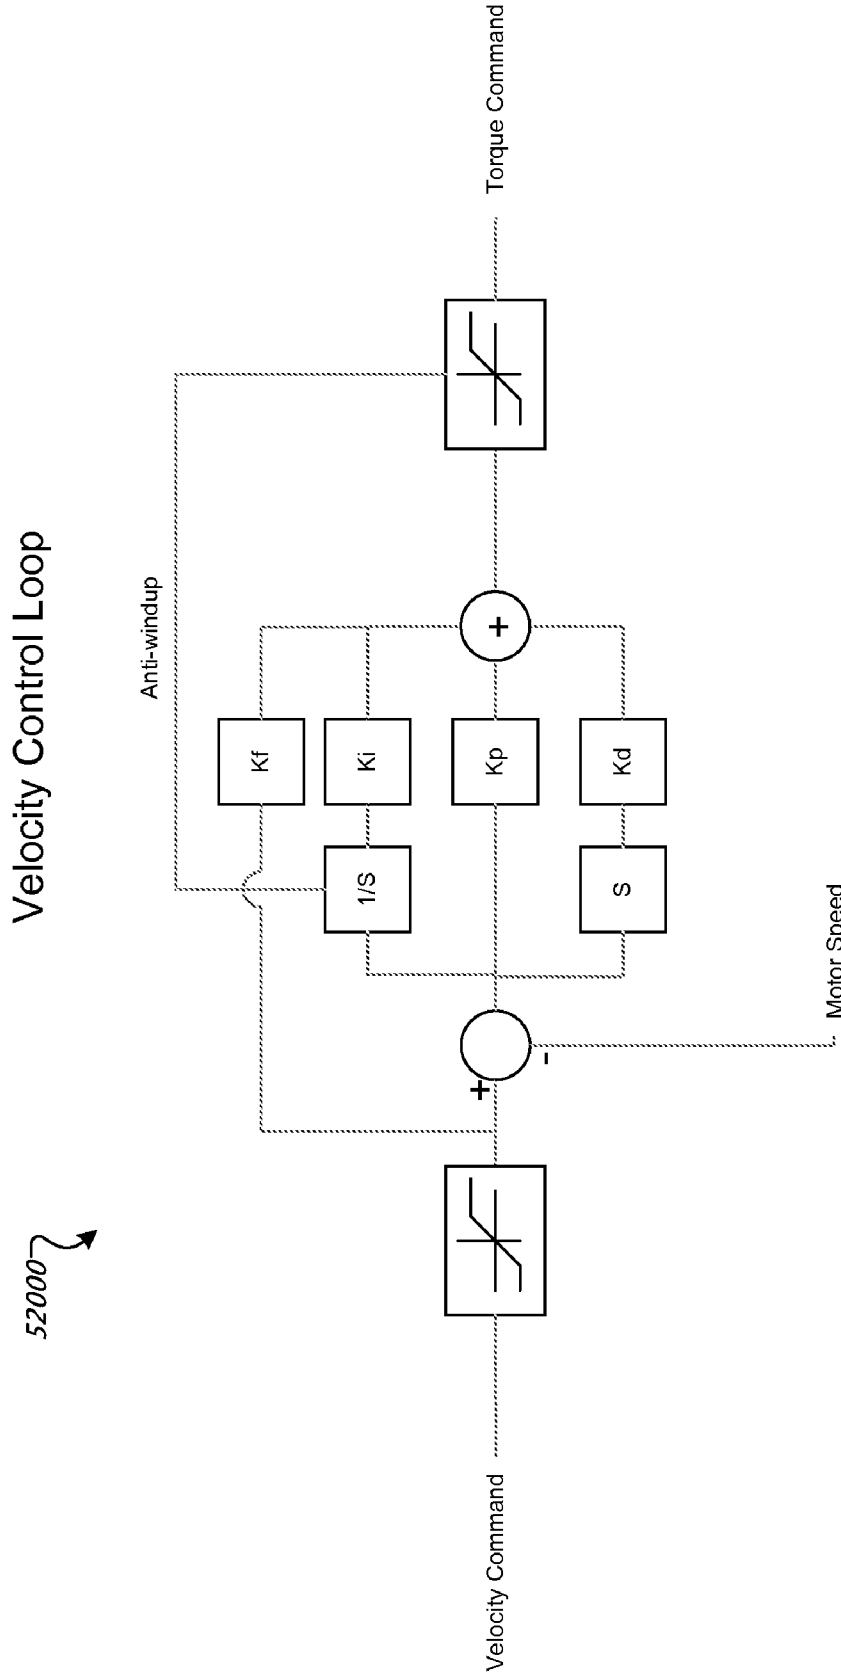 52000
Velocity Control Loop
Anti-windup
Kf
1/S
Ki
Kp
S
Kd
+
-
+
Velocity Command
Torque Command
Motor Speed